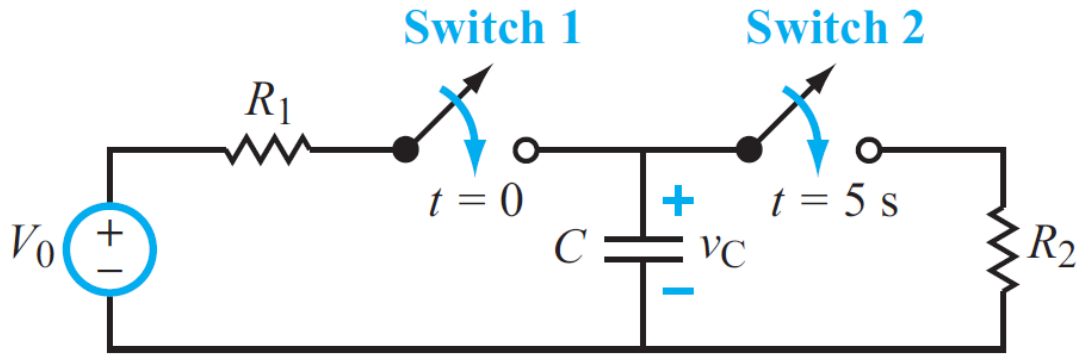 Switch 1 Switch 2
R1
t = 0 t = 5 s
V0 + − C + vC − R2